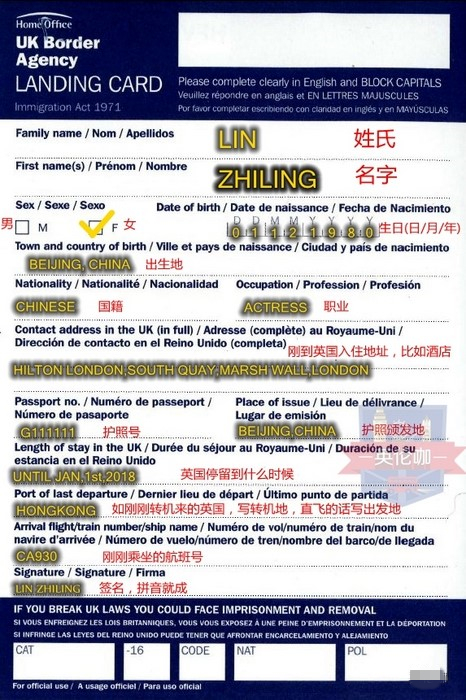 Home Office
UK Border
Agency
LANDING CARD
Immigration Act 1971
Please complete clearly in English and BLOCK CAPITALS
Veuillez répondre en anglais et EN LETTRES MAJUSCULES
Por favor completar escribiendo con claridad en inglés y en MAYÚSCULAS
Family name / Nom / Apellidos
LIN 姓氏
First name(s) / Prénom / Nombre
ZHILING 名字
Sex / Sexe / Sexo
Date of birth / Date de naissance / Fecha de Nacimiento
男 M F 女
D D M M Y Y Y Y
0 1 1 2 1 9 8 0 生日(日/月/年)
Town and country of birth / Ville et pays de naissance / Ciudad y país de nacimiento
BEIJING, CHINA 出生地
Nationality / Nationalité / Nacionalidad
CHINESE 国籍
Occupation / Profession / Profesión
ACTRESS 职业
Contact address in the UK (in full) / Adresse (complète) au Royaume-Uni /
Dirección de contacto en el Reino Unido (completa)
刚到英国入住地址，比如酒店
HILTON LONDON,SOUTH QUAY,MARSH WALL,LONDON
Passport no. / Numéro de passeport /
Número de pasaporte
G111111 护照号
Place of issue / Lieu de délivrance /
Lugar de emisión
BEIJING,CHINA 护照颁发地
Length of stay in the UK / Durée du séjour au Royaume-Uni / Duración de su
estancia en el Reino Unido
UNTIL JAN,1st,2018 英国停留到什么时候
英伦咖
Port of last departure / Dernier lieu de départ / Último punto de partida
HONGKONG 如刚刚转机来的英国，写转机地，直飞的话写出发地
Arrival flight/train number/ship name / Numéro de vol/numéro de train/nom du
navire d'arrivée / Número de vuelo/número de tren/nombre del barco/de llegada
CA930 刚刚乘坐的航班号
Signature / Signature / Firma
LIN ZHILING 签名，拼音就成
IF YOU BREAK UK LAWS YOU COULD FACE IMPRISONMENT AND REMOVAL
SI VOUS ENFREIGNEZ LES LOIS BRITANNIQUES, VOUS VOUS EXPOSEZ À UNE PEINE D'EMPRISONNEMENT ET LA DÉPORTATION
SI INFRINGE LAS LEYES DEL REINO UNIDO PUEDE TENER QUE AFRONTAR ENCARCELAMIENTO Y ALEJAMIENTO
CAT -16 CODE NAT POL
For official use / A usage officiel / Para uso oficial